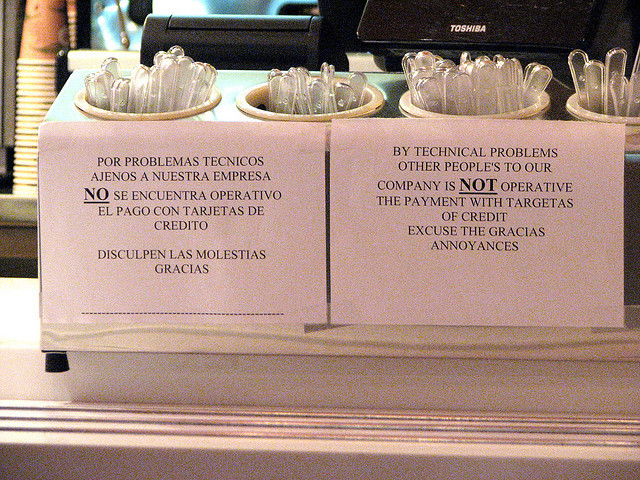 TOSHIBA
POR PROBLEMAS TECNICOS
AJENOS A NUESTRA EMPRESA
NO SE ENCUENTRA OPERATIVO
EL PAGO CON TARJETAS DE
CREDITO
DISCULPEN LAS MOLESTIAS
GRACIAS
BY TECHNICAL PROBLEMS
OTHER PEOPLE'S TO OUR
COMPANY IS NOT OPERATIVE
THE PAYMENT WITH TARGETAS
OF CREDIT
EXCUSE THE GRACIAS
ANNOYANCES